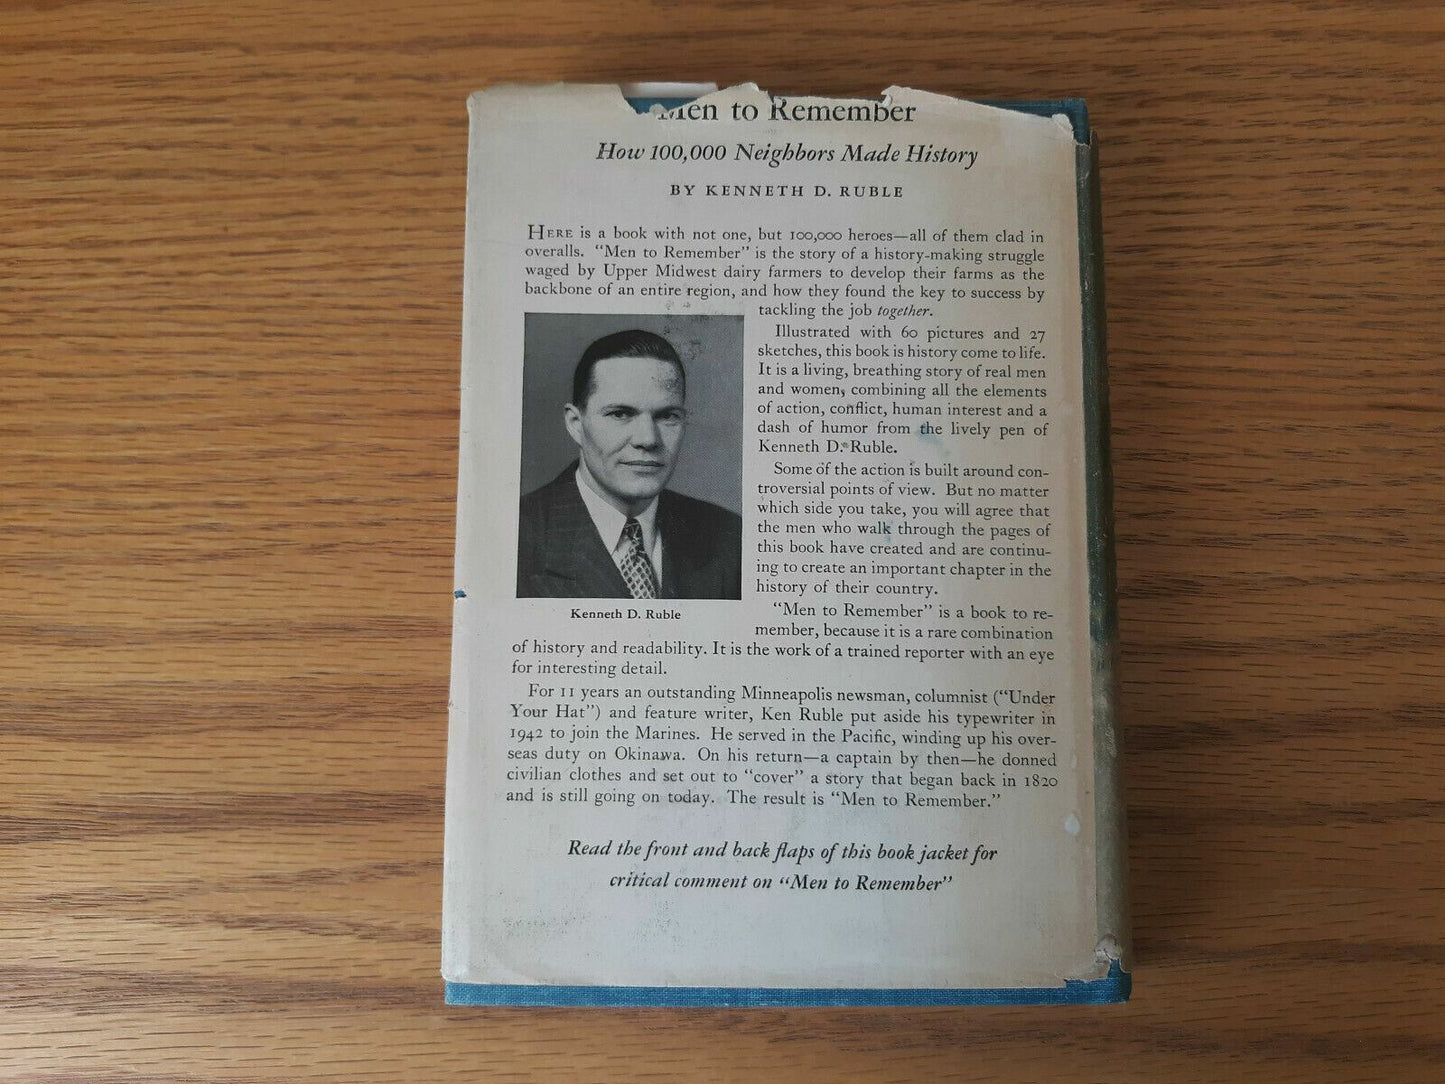 Men to Remember
How 100,000 Neighbors Made History
BY KENNETH D. RUBLE
HERE is a book with not one, but 100,000 heroes—all of them clad in
overalls. "Men to Remember" is the story of a history-making struggle
waged by Upper Midwest dairy farmers to develop their farms as the
backbone of an entire region, and how they found the key to success by
tackling the job together.
Illustrated with 60 pictures and 27
sketches, this book is history come to life.
It is a living, breathing story of real men
and women, combining all the elements
of action, conflict, human interest and a
dash of humor from the lively pen of
Kenneth D. Ruble.
Some of the action is built around con-
troversial points of view. But no matter
which side you take, you will agree that
the men who walk through the pages of
this book have created and are continu-
ing to create an important chapter in the
history of their country.
"Men to Remember" is a book to re-
member, because it is a rare combination
of history and readability. It is the work of a trained reporter with an eye
for interesting detail.
Kenneth D. Ruble
For 11 years an outstanding Minneapolis newsman, columnist ("Under
Your Hat") and feature writer, Ken Ruble put aside his typewriter in
1942 to join the Marines. He served in the Pacific, winding up his over-
seas duty on Okinawa. On his return—a captain by then—he donned
civilian clothes and set out to "cover" a story that began back in 1820
and is still going on today. The result is "Men to Remember."
Read the front and back flaps of this book jacket for
critical comment on "Men to Remember"